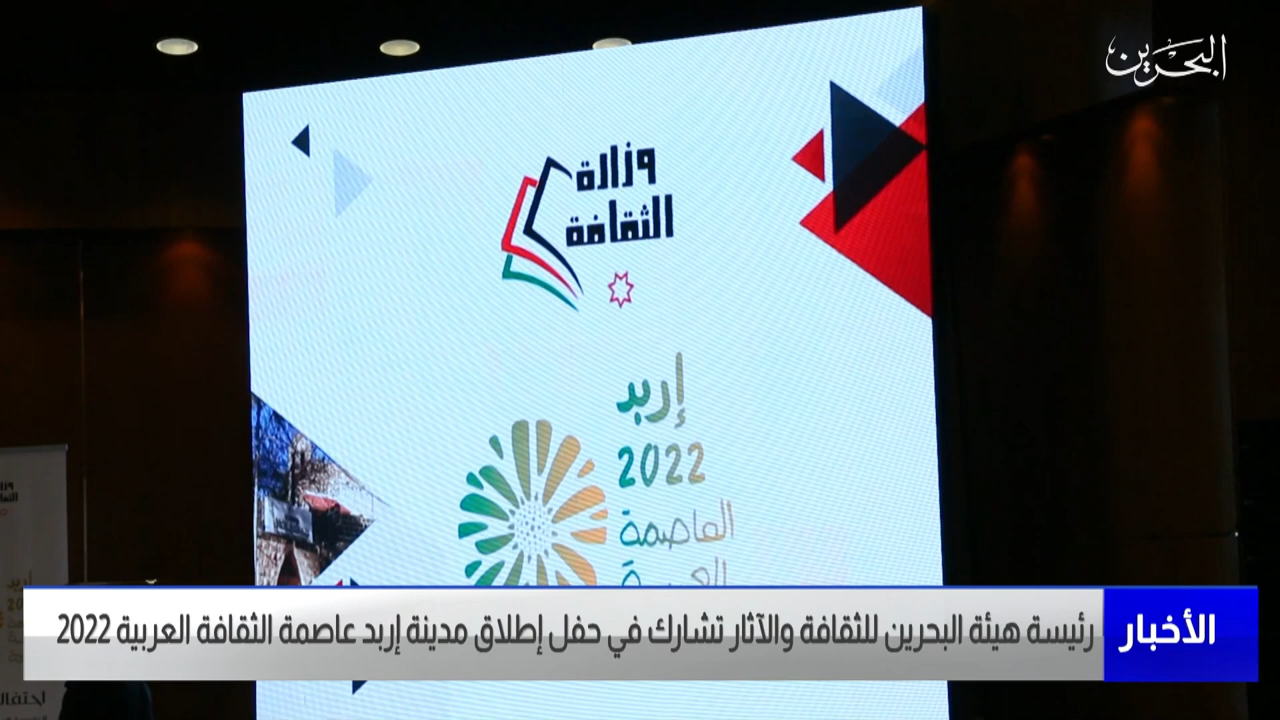 البحرين
وزارة
الثقافة
إربد
2022
العاصمة
رئيسة هيئة البحرين للثقافة والآثار تشارك في حفل إطلاق مدينة إربد عاصمة الثقافة العربية 2022
الأخبار